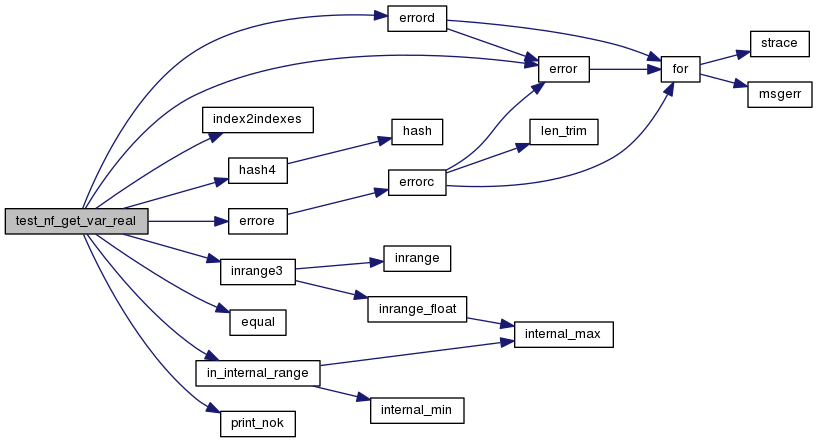 errord
strace
error
for
msgerr
index2indexes
hash
len_trim
hash4
errorc
test_nf_get_var_real
errore
inrange3
inrange
inrange_float
equal
internal_max
in_internal_range
internal_min
print_nok